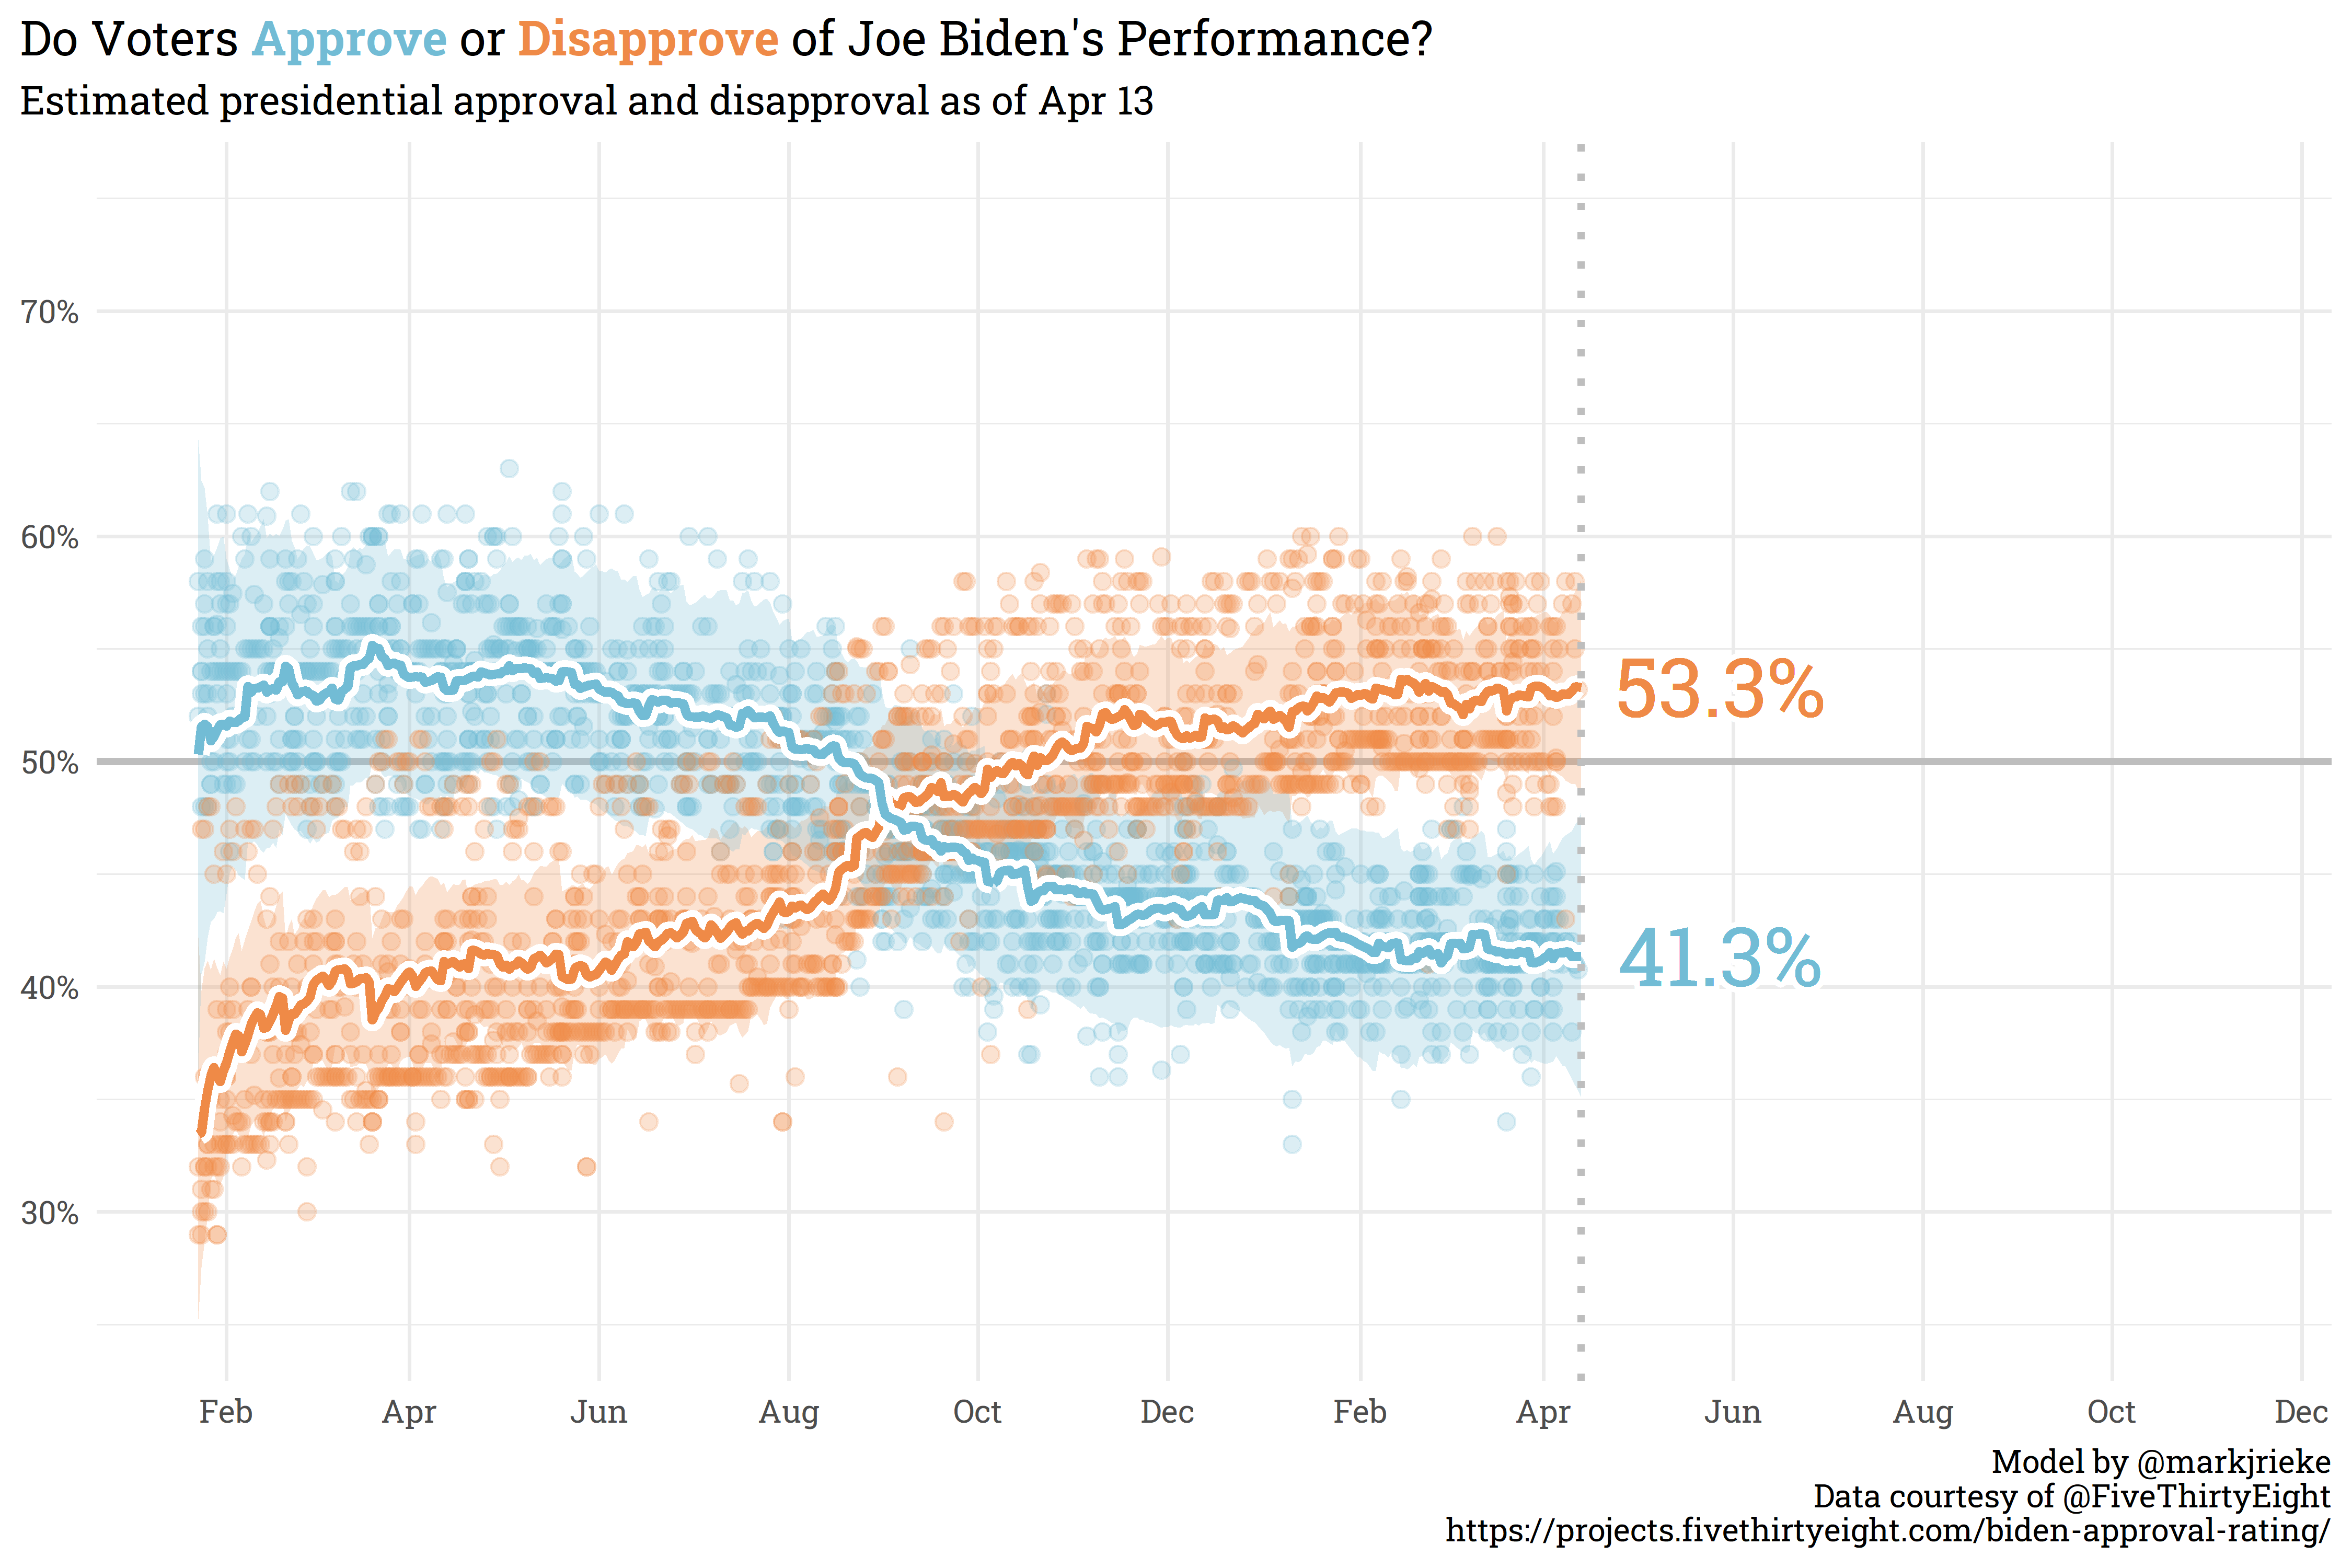 Do Voters Approve or Disapprove of Joe Biden's Performance?
Estimated presidential approval and disapproval as of Apr 13
70%
60%
50%
40%
30%
53.3%
41.3%
Feb Apr Jun Aug Oct Dec Feb Apr Jun Aug Oct Dec
Model by @markjrieke
Data courtesy of @FiveThirtyEight
https://projects.fivethirtyeight.com/biden-approval-rating/